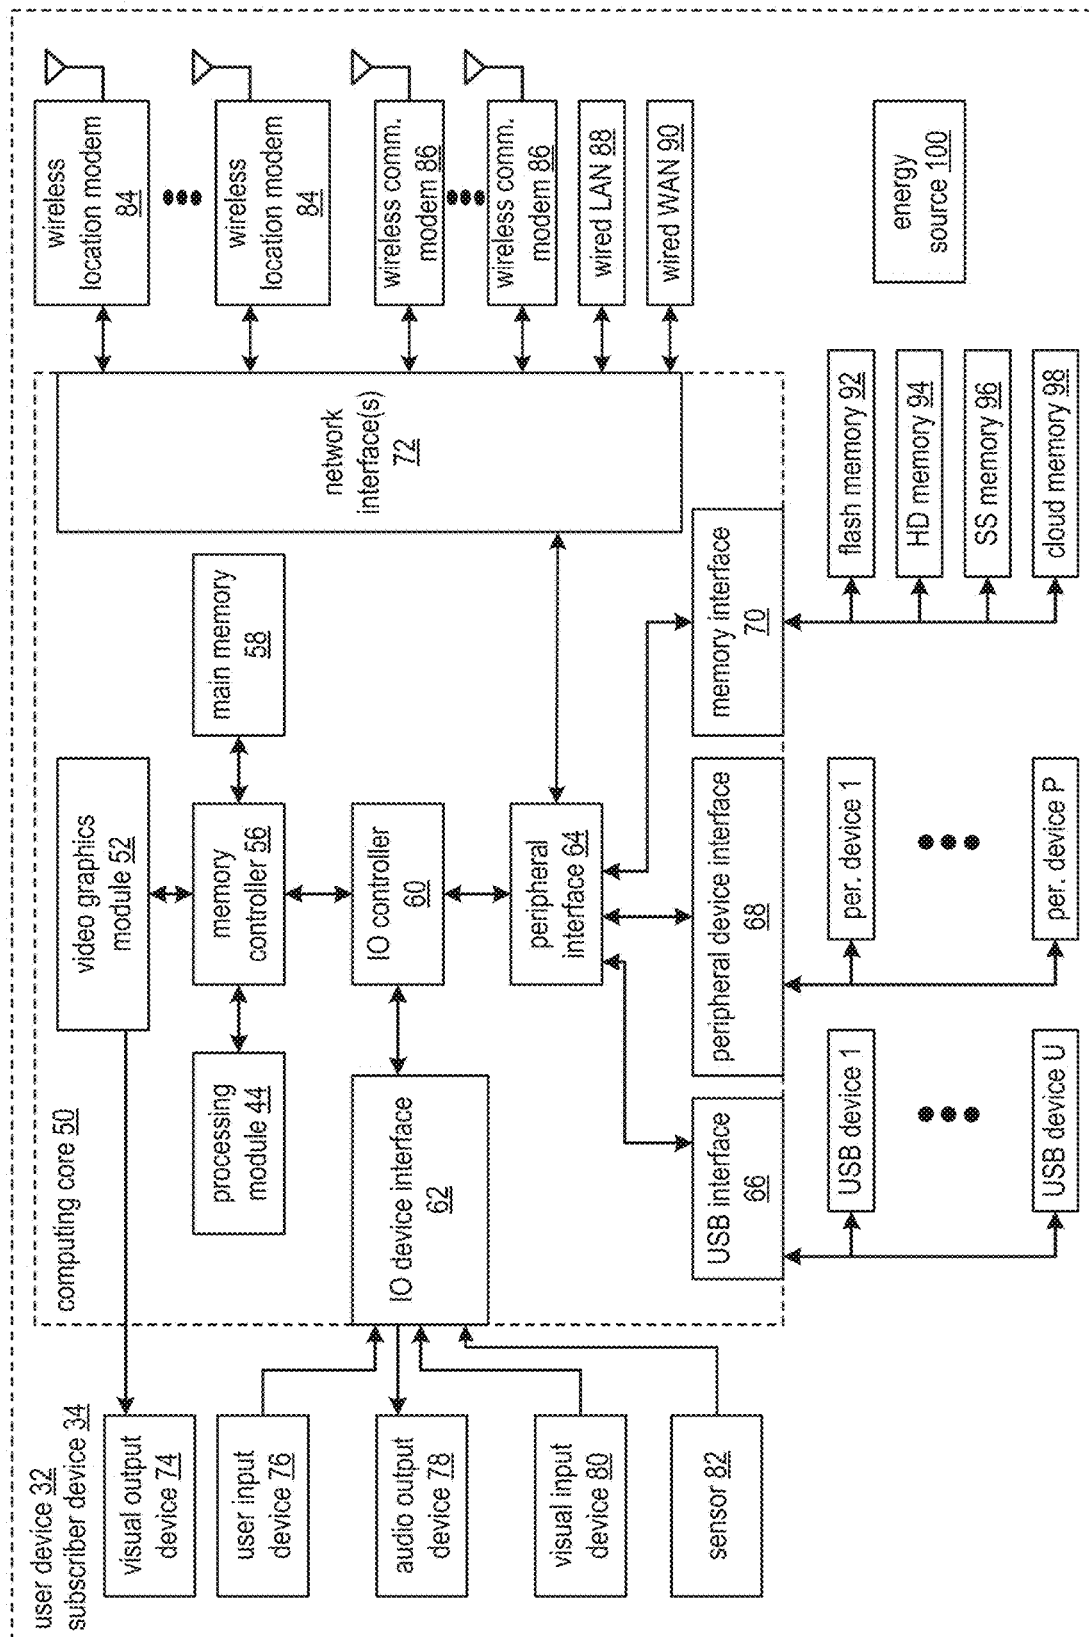 user device 32
subscriber device 34
computing core 50
visual output
device 74
user input
device 76
audio output
device 78
visual input
device 80
sensor 82
video graphics
module 52
processing
module 44
memory
controller 56
main memory
58
IO device interface
62
IO controller
60
peripheral
interface 64
USB interface
66
peripheral device interface
68
memory interface
70
network
interface(s)
72
wireless
location modem
84
wireless
location modem
84
wireless comm.
modem 86
wireless comm.
modem 86
wired LAN 88
wired WAN 90
USB device 1
USB device U
per. device 1
per. device P
flash memory 92
HD memory 94
SS memory 96
cloud memory 98
energy
source 100